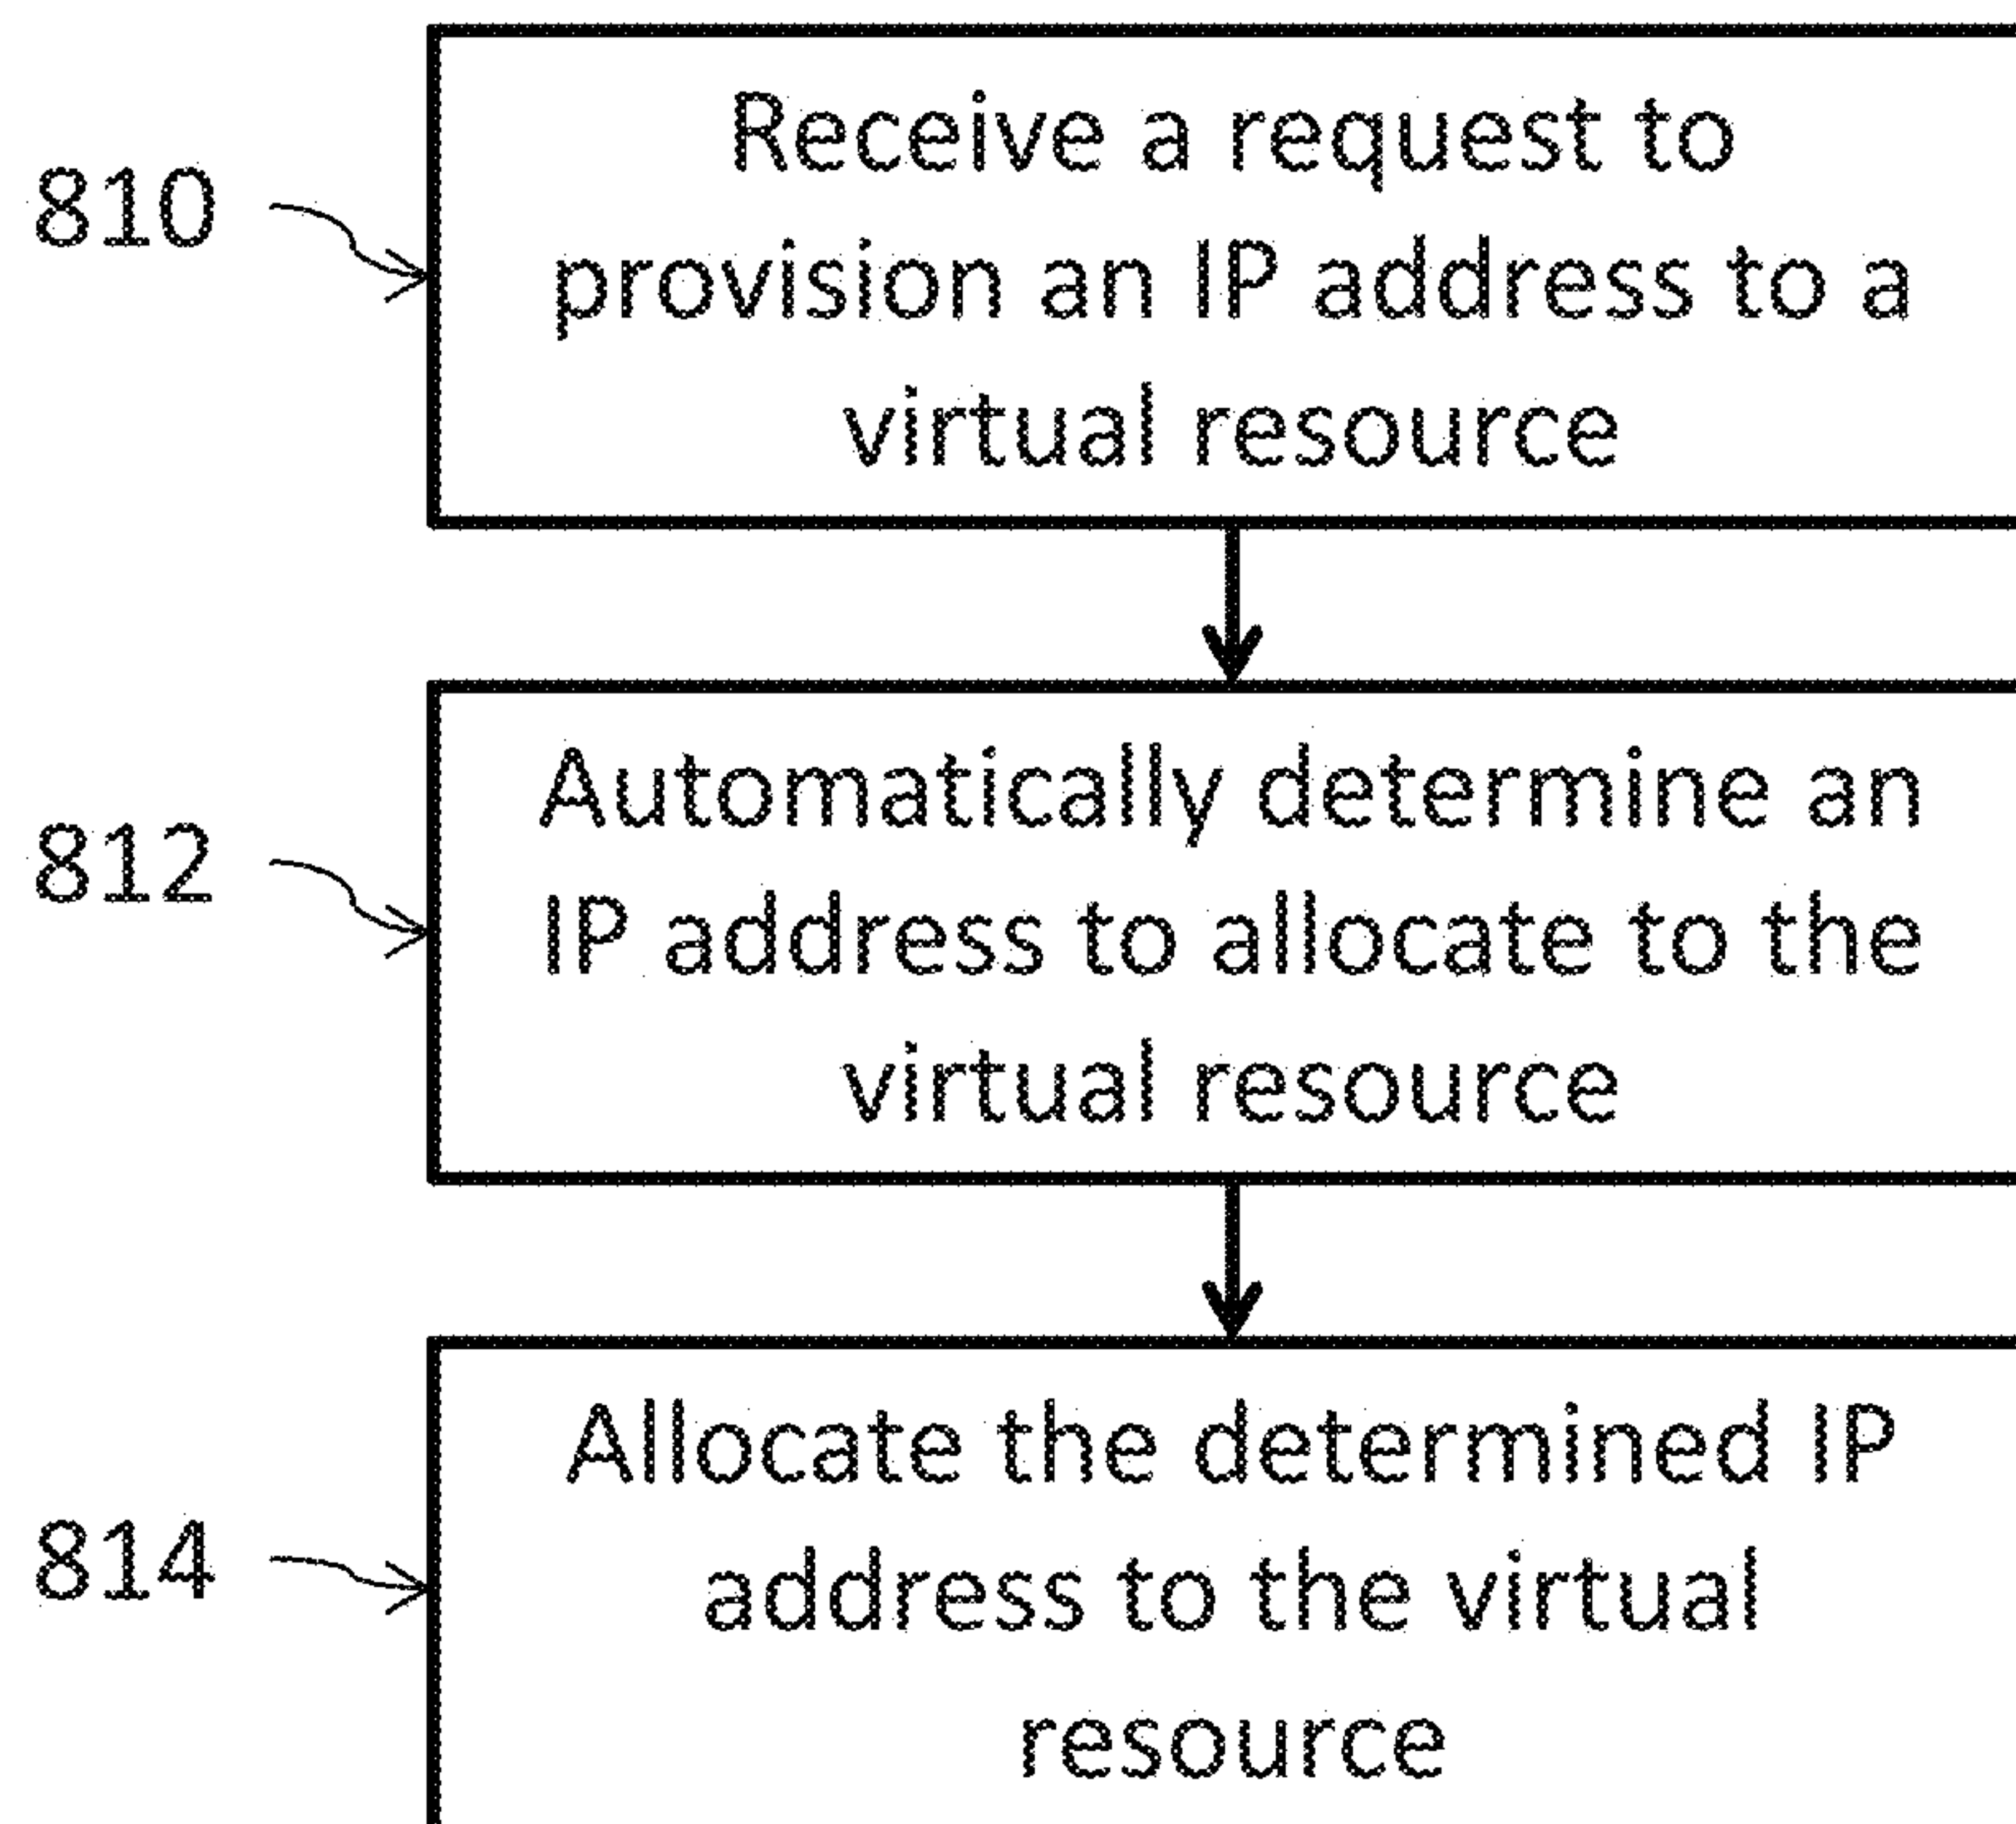 810
Receive a request to
provision an IP address to a
virtual resource
812
Automatically determine an
IP address to allocate to the
virtual resource
814
Allocate the determined IP
address to the virtual
resource